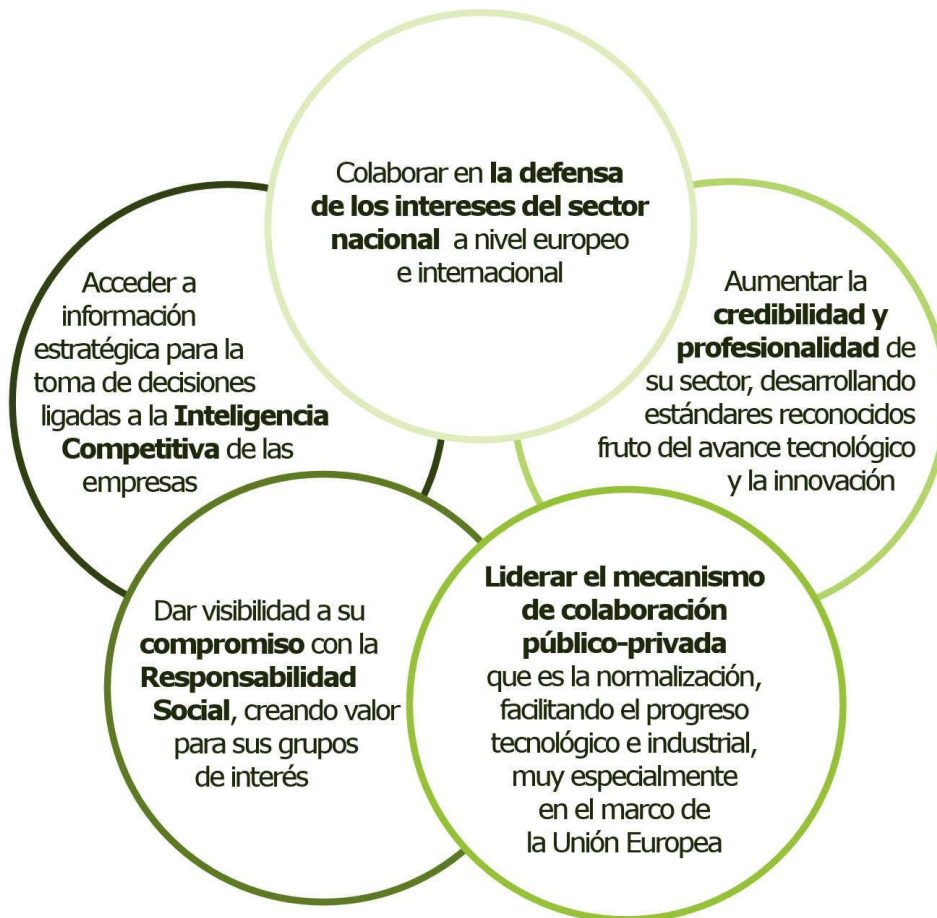 Colaborar en la defensa
de los intereses del sector
nacional a nivel europeo
e internacional
Acceder a
información
estratégica para la
toma de decisiones
ligadas a la Inteligencia
Competitiva de las
empresas
Aumentar la
credibilidad y
profesionalidad de
su sector, desarrollando
estándares reconocidos
fruto del avance tecnológico
y la innovación
Dar visibilidad a su
compromiso con la
Responsabilidad
Social, creando valor
para sus grupos
de interés
Liderar el mecanismo
de colaboración
público-privada
que es la normalización,
facilitando el progreso
tecnológico e industrial,
muy especialmente
en el marco de
la Unión Europea